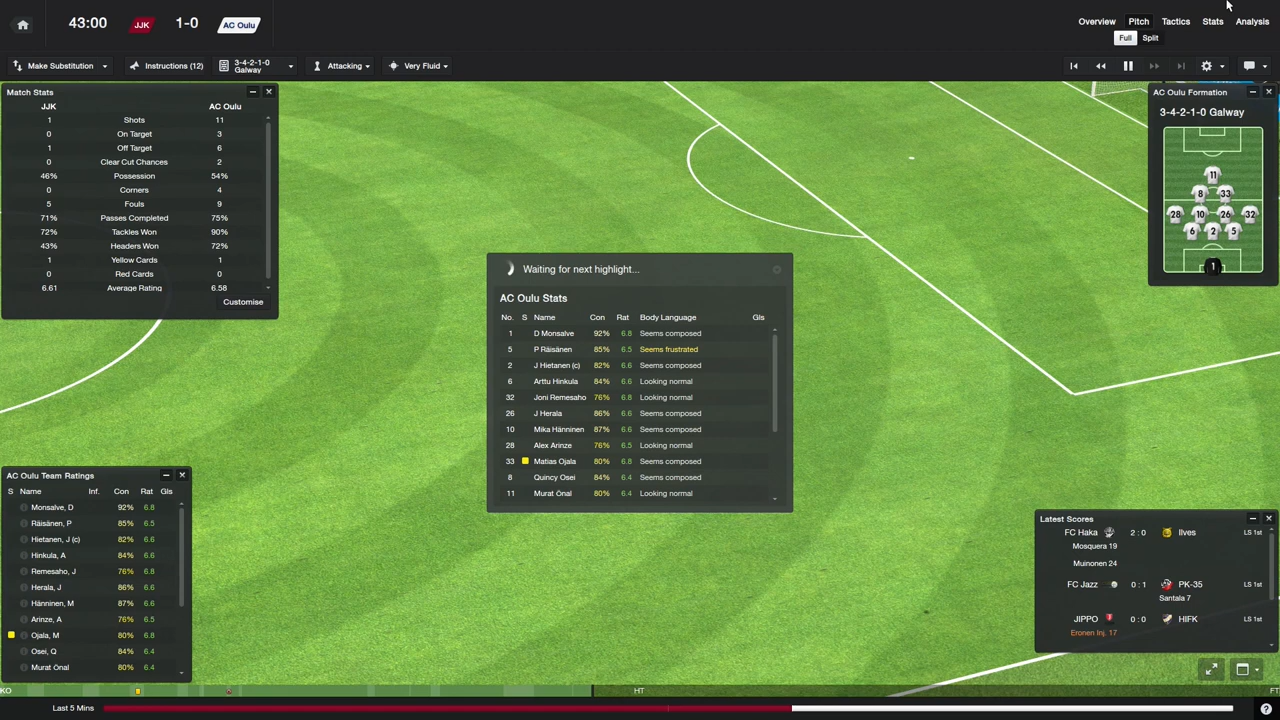 43:00 JJK 1-0 AC Oulu
Overview Pitch Tactics Stats Analysis
Full Split
Make Substitution Instructions (12) 3-4-2-1-0 Galway Attacking Very Fluid
Match Stats
JJK AC Oulu
1 Shots 11
0 On Target 3
1 Off Target 6
0 Clear Cut Chances 2
46% Possession 54%
0 Corners 4
5 Fouls 9
71% Passes Completed 75%
72% Tackles Won 90%
43% Headers Won 72%
1 Yellow Cards 1
0 Red Cards 0
6.61 Average Rating 6.58
Customise
AC Oulu Formation
3-4-2-1-0 Galway
11
8 33
28 10 26 32
6 2 5
1
Waiting for next highlight...
AC Oulu Stats
No. S Name Con Rat Body Language Gls
1 D Monsalve 92% 6.8 Seems composed
5 P Räisänen 85% 6.5 Seems frustrated
2 J Hietanen (c) 82% 6.6 Seems composed
6 Arttu Hinkula 84% 6.6 Looking normal
32 Joni Remesaho 76% 6.8 Looking normal
26 J Herala 86% 6.6 Seems composed
10 Mika Hänninen 87% 6.6 Seems composed
28 Alex Arinze 76% 6.5 Looking normal
33 Matias Ojala 80% 6.8 Seems composed
8 Quincy Osei 84% 6.4 Seems composed
11 Murat Önal 80% 6.4 Looking normal
AC Oulu Team Ratings
S Name Inf. Con Rat Gls
Monsalve, D 92% 6.8
Räisänen, P 85% 6.5
Hietanen, J (c) 82% 6.6
Hinkula, A 84% 6.6
Remesaho, J 76% 6.8
Herala, J 86% 6.6
Hänninen, M 87% 6.6
Arinze, A 76% 6.5
Ojala, M 80% 6.8
Osei, Q 84% 6.4
Murat Önal 80% 6.4
Latest Scores
FC Haka 2:0 Ilves LS 1st
Mosquera 19
Muinonen 24
FC Jazz 0:1 PK-35 LS 1st
Santala 7
JIPPO 0:0 HIFK LS 1st
Eronen Inj. 17
KO HT FT
Last 5 Mins